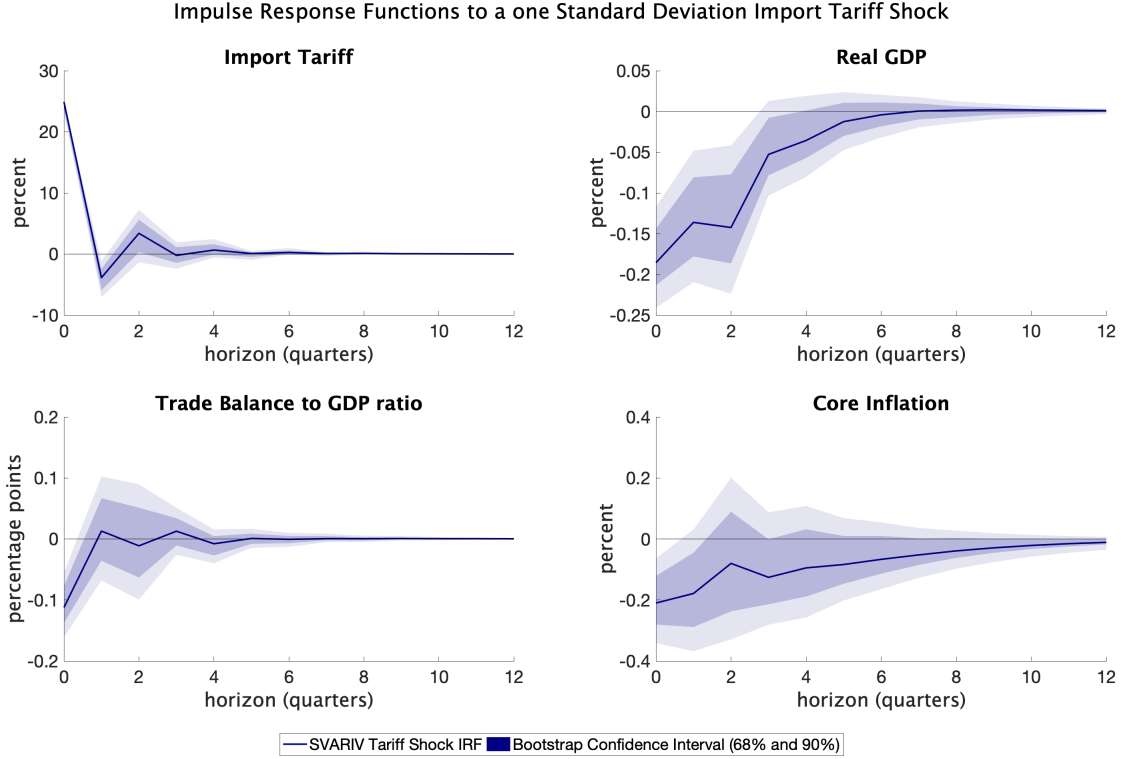 Impulse Response Functions to a one Standard Deviation Import Tariff Shock
Import Tariff
30
20
10
0
-10
percent
0 2 4 6 8 10 12
horizon (quarters)
Real GDP
0.05
0
-0.05
-0.1
-0.15
-0.2
-0.25
percent
0 2 4 6 8 10 12
horizon (quarters)
Trade Balance to GDP ratio
0.2
0.1
0
-0.1
-0.2
percentage points
0 2 4 6 8 10 12
horizon (quarters)
Core Inflation
0.4
0.2
0
-0.2
-0.4
percent
0 2 4 6 8 10 12
horizon (quarters)
SVARIV Tariff Shock IRF Bootstrap Confidence Interval (68% and 90%)